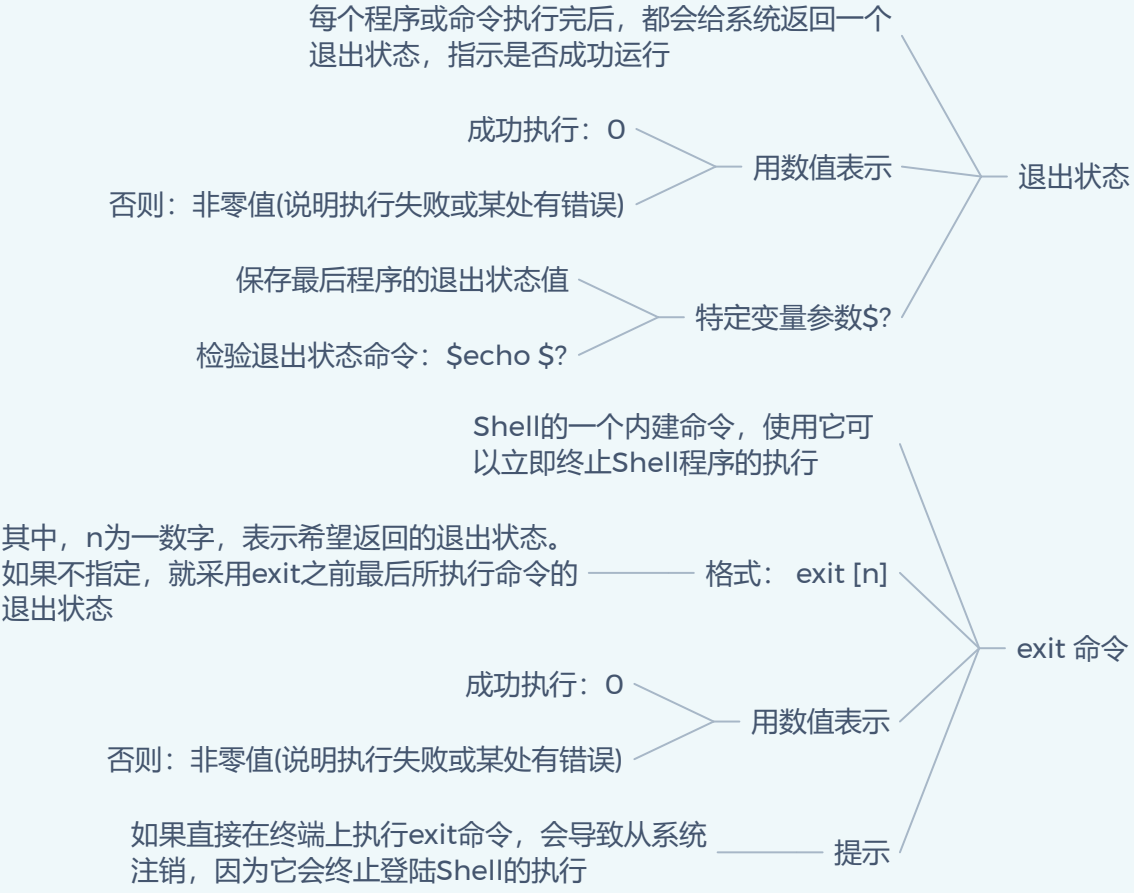 每个程序或命令执行完后，都会给系统返回一个
退出状态，指示是否成功运行
成功执行：0
用数值表示
退出状态
否则：非零值(说明执行失败或某处有错误)
保存最后程序的退出状态值
特定变量参数$?
检验退出状态命令：$echo $?
Shell的一个内建命令，使用它可
以立即终止Shell程序的执行
其中，n为一数字，表示希望返回的退出状态。
如果不指定，就采用exit之前最后所执行命令的
退出状态
格式： exit [n]
exit 命令
成功执行：0
用数值表示
否则：非零值(说明执行失败或某处有错误)
如果直接在终端上执行exit命令，会导致从系统
注销，因为它会终止登陆Shell的执行
提示